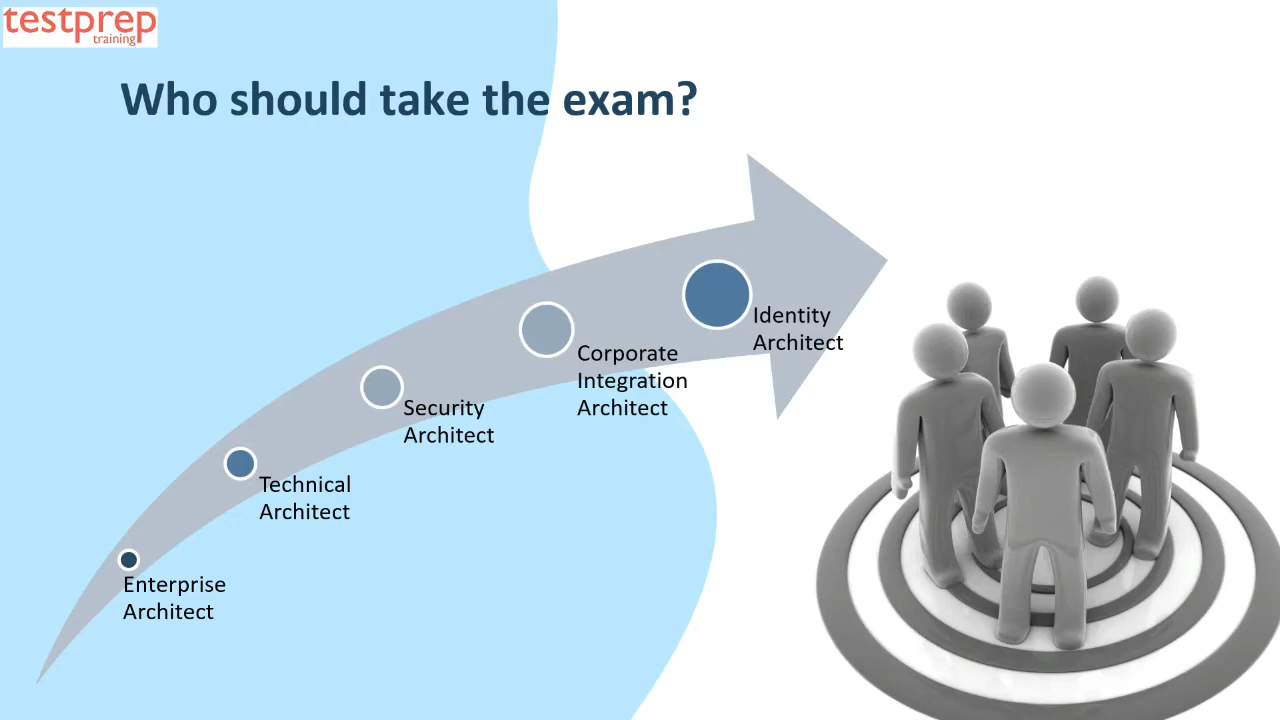 testprep
training
Who should take the exam?
Identity
Architect
Corporate
Integration
Architect
Security
Architect
Technical
Architect
Enterprise
Architect